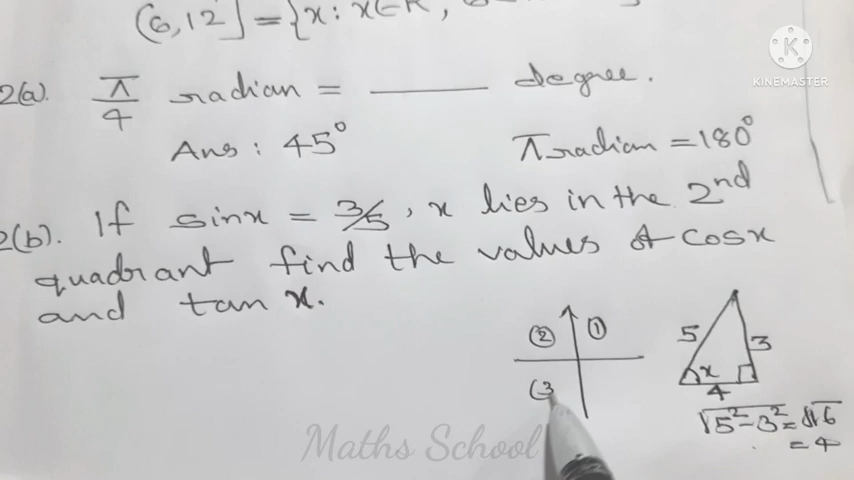 (6,12] = {x: x∈R,
KINEMASTER
2(a). π/4 radian = ______ degree.
Ans: 45° π radian = 180°
2(b). If sinx = 3/5, x lies in the 2nd
quadrant find the values of cosx
and tan x.
② ①
(3
5 3
x
4
√5²-3² = √16
= 4
Maths School